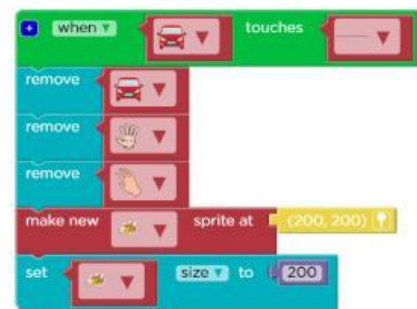 when touches
remove
remove
remove
make new sprite at (200, 200)
set size to 200